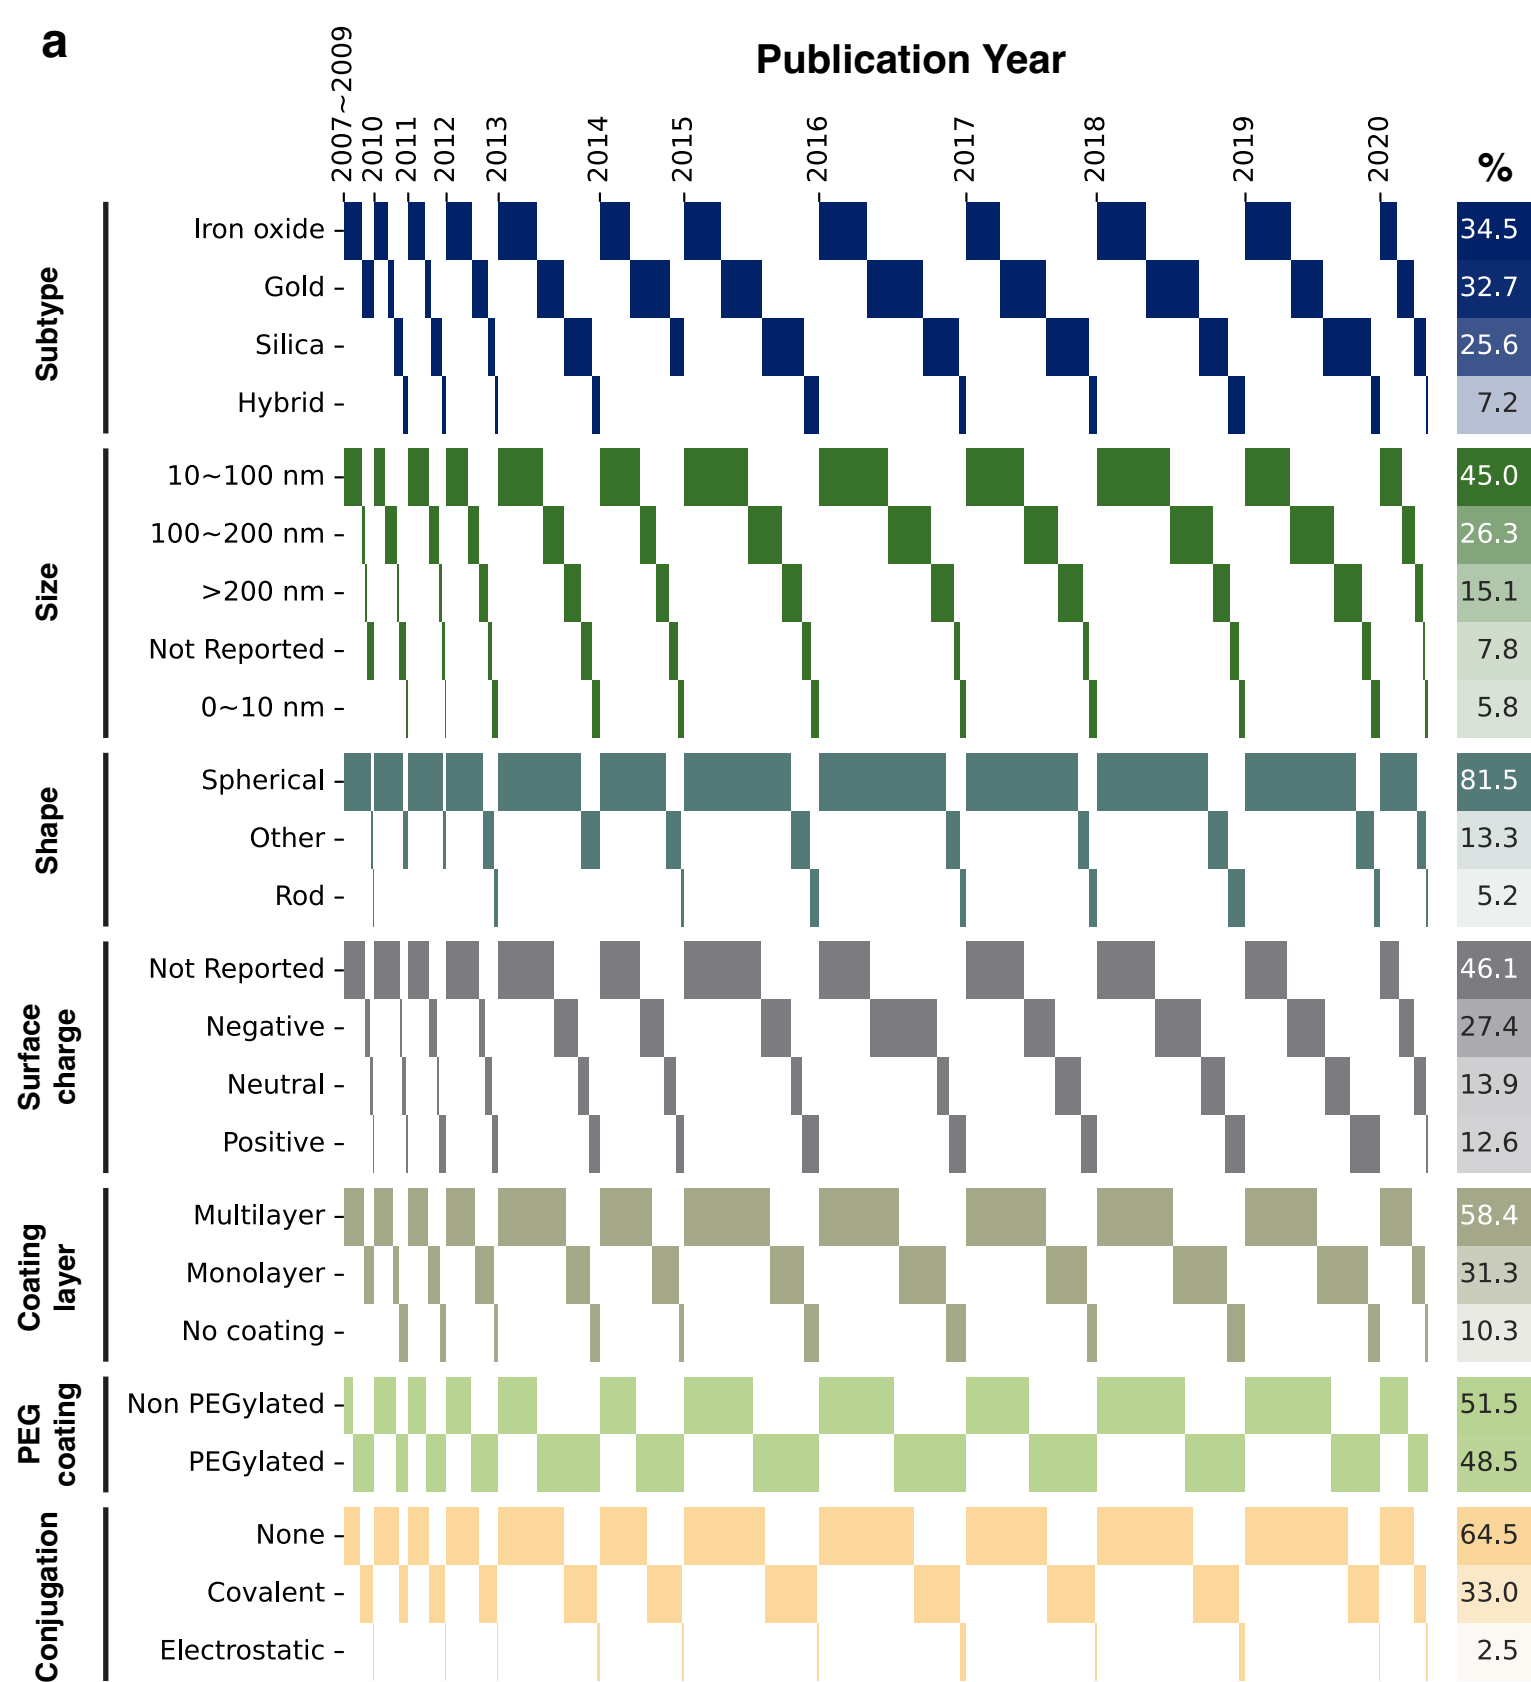 a
Publication Year
2007~2009
2010
2011
2012
2013
2014
2015
2016
2017
2018
2019
2020
%
Subtype
Iron oxide
34.5
Gold
32.7
Silica
25.6
Hybrid
7.2
Size
10~100 nm
45.0
100~200 nm
26.3
>200 nm
15.1
Not Reported
7.8
0~10 nm
5.8
Shape
Spherical
81.5
Other
13.3
Rod
5.2
Surface
charge
Not Reported
46.1
Negative
27.4
Neutral
13.9
Positive
12.6
Coating
layer
Multilayer
58.4
Monolayer
31.3
No coating
10.3
PEG
coating
Non PEGylated
51.5
PEGylated
48.5
Conjugation
None
64.5
Covalent
33.0
Electrostatic
2.5